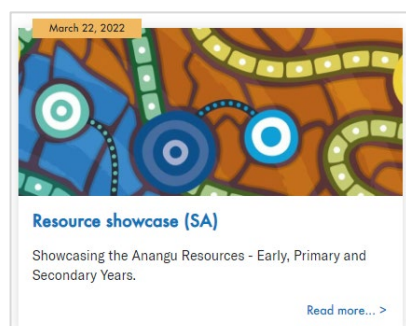 March 22, 2022
Resource showcase (SA)
Showcasing the Anangu Resources - Early, Primary and
Secondary Years.
Read more... >